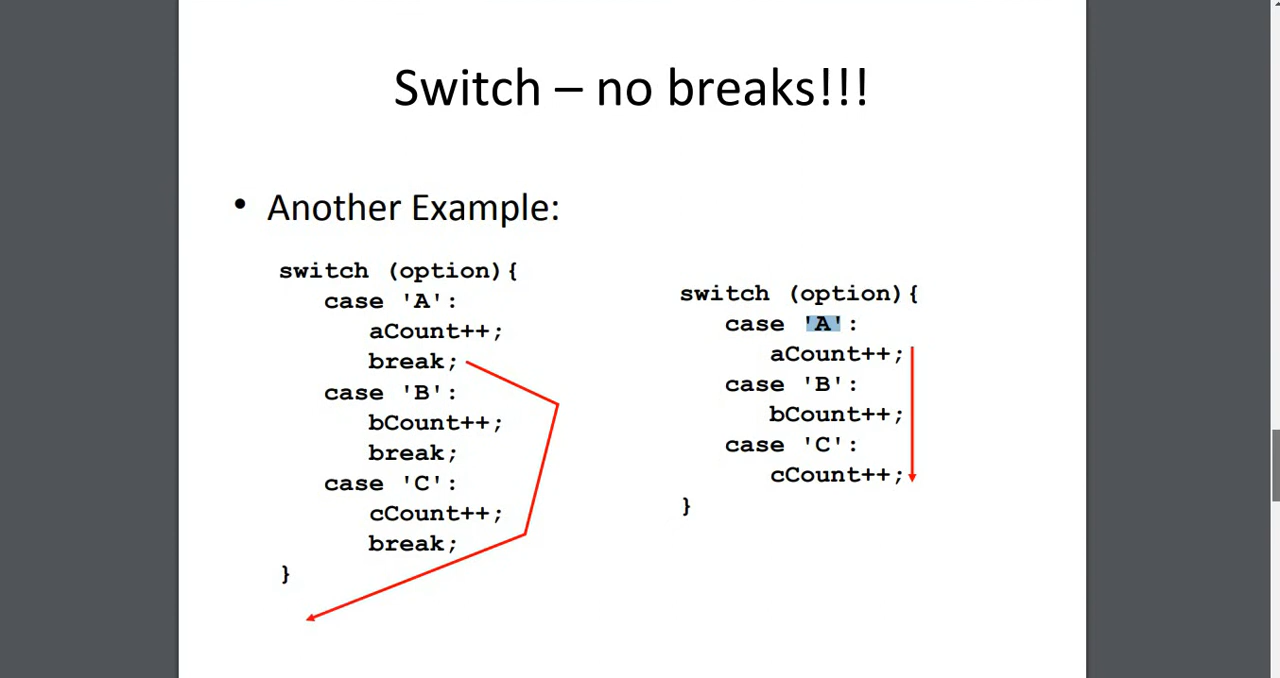 Switch – no breaks!!!
• Another Example:
switch (option){
case 'A':
aCount++;
break;
case 'B':
bCount++;
break;
case 'C':
cCount++;
break;
}
switch (option){
case 'A':
aCount++;
case 'B':
bCount++;
case 'C':
cCount++;
}